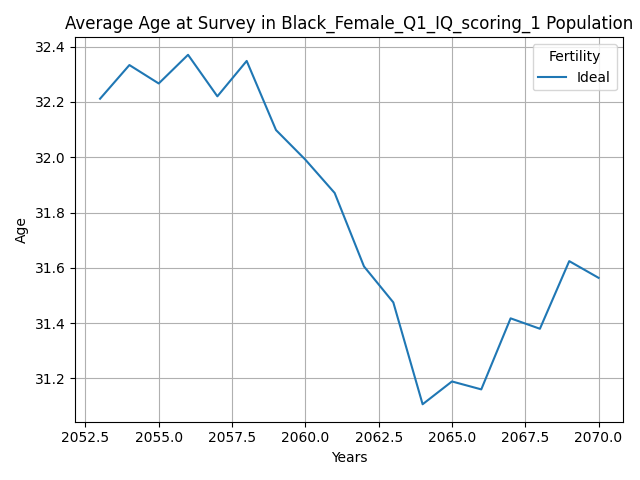 Average Age at Survey in Black_Female_Q1_IQ_scoring_1 Population
Fertility
Ideal
32.4
32.2
32.0
31.8
31.6
31.4
31.2
Age
2052.5 2055.0 2057.5 2060.0 2062.5 2065.0 2067.5 2070.0
Years